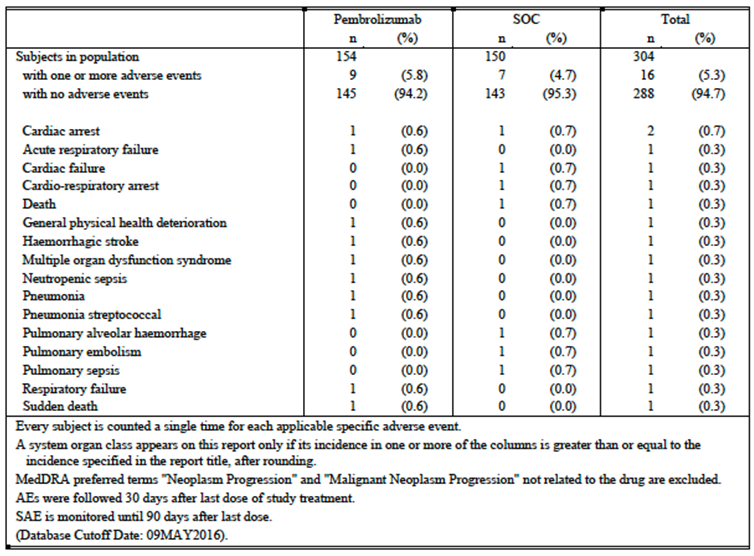 Pembrolizumab SOC Total
n (%) n (%) n (%)
Subjects in population 154 150 304
with one or more adverse events 9 (5.8) 7 (4.7) 16 (5.3)
with no adverse events 145 (94.2) 143 (95.3) 288 (94.7)
Cardiac arrest 1 (0.6) 1 (0.7) 2 (0.7)
Acute respiratory failure 1 (0.6) 0 (0.0) 1 (0.3)
Cardiac failure 0 (0.0) 1 (0.7) 1 (0.3)
Cardio-respiratory arrest 0 (0.0) 1 (0.7) 1 (0.3)
Death 0 (0.0) 1 (0.7) 1 (0.3)
General physical health deterioration 1 (0.6) 0 (0.0) 1 (0.3)
Haemorrhagic stroke 1 (0.6) 0 (0.0) 1 (0.3)
Multiple organ dysfunction syndrome 1 (0.6) 0 (0.0) 1 (0.3)
Neutropenic sepsis 1 (0.6) 0 (0.0) 1 (0.3)
Pneumonia 1 (0.6) 0 (0.0) 1 (0.3)
Pneumonia streptococcal 1 (0.6) 0 (0.0) 1 (0.3)
Pulmonary alveolar haemorrhage 0 (0.0) 1 (0.7) 1 (0.3)
Pulmonary embolism 0 (0.0) 1 (0.7) 1 (0.3)
Pulmonary sepsis 0 (0.0) 1 (0.7) 1 (0.3)
Respiratory failure 1 (0.6) 0 (0.0) 1 (0.3)
Sudden death 1 (0.6) 0 (0.0) 1 (0.3)
Every subject is counted a single time for each applicable specific adverse event.
A system organ class appears on this report only if its incidence in one or more of the columns is greater than or equal to the
incidence specified in the report title, after rounding.
MedDRA preferred terms "Neoplasm Progression" and "Malignant Neoplasm Progression" not related to the drug are excluded.
AEs were followed 30 days after last dose of study treatment.
SAE is monitored until 90 days after last dose.
(Database Cutoff Date: 09MAY2016).